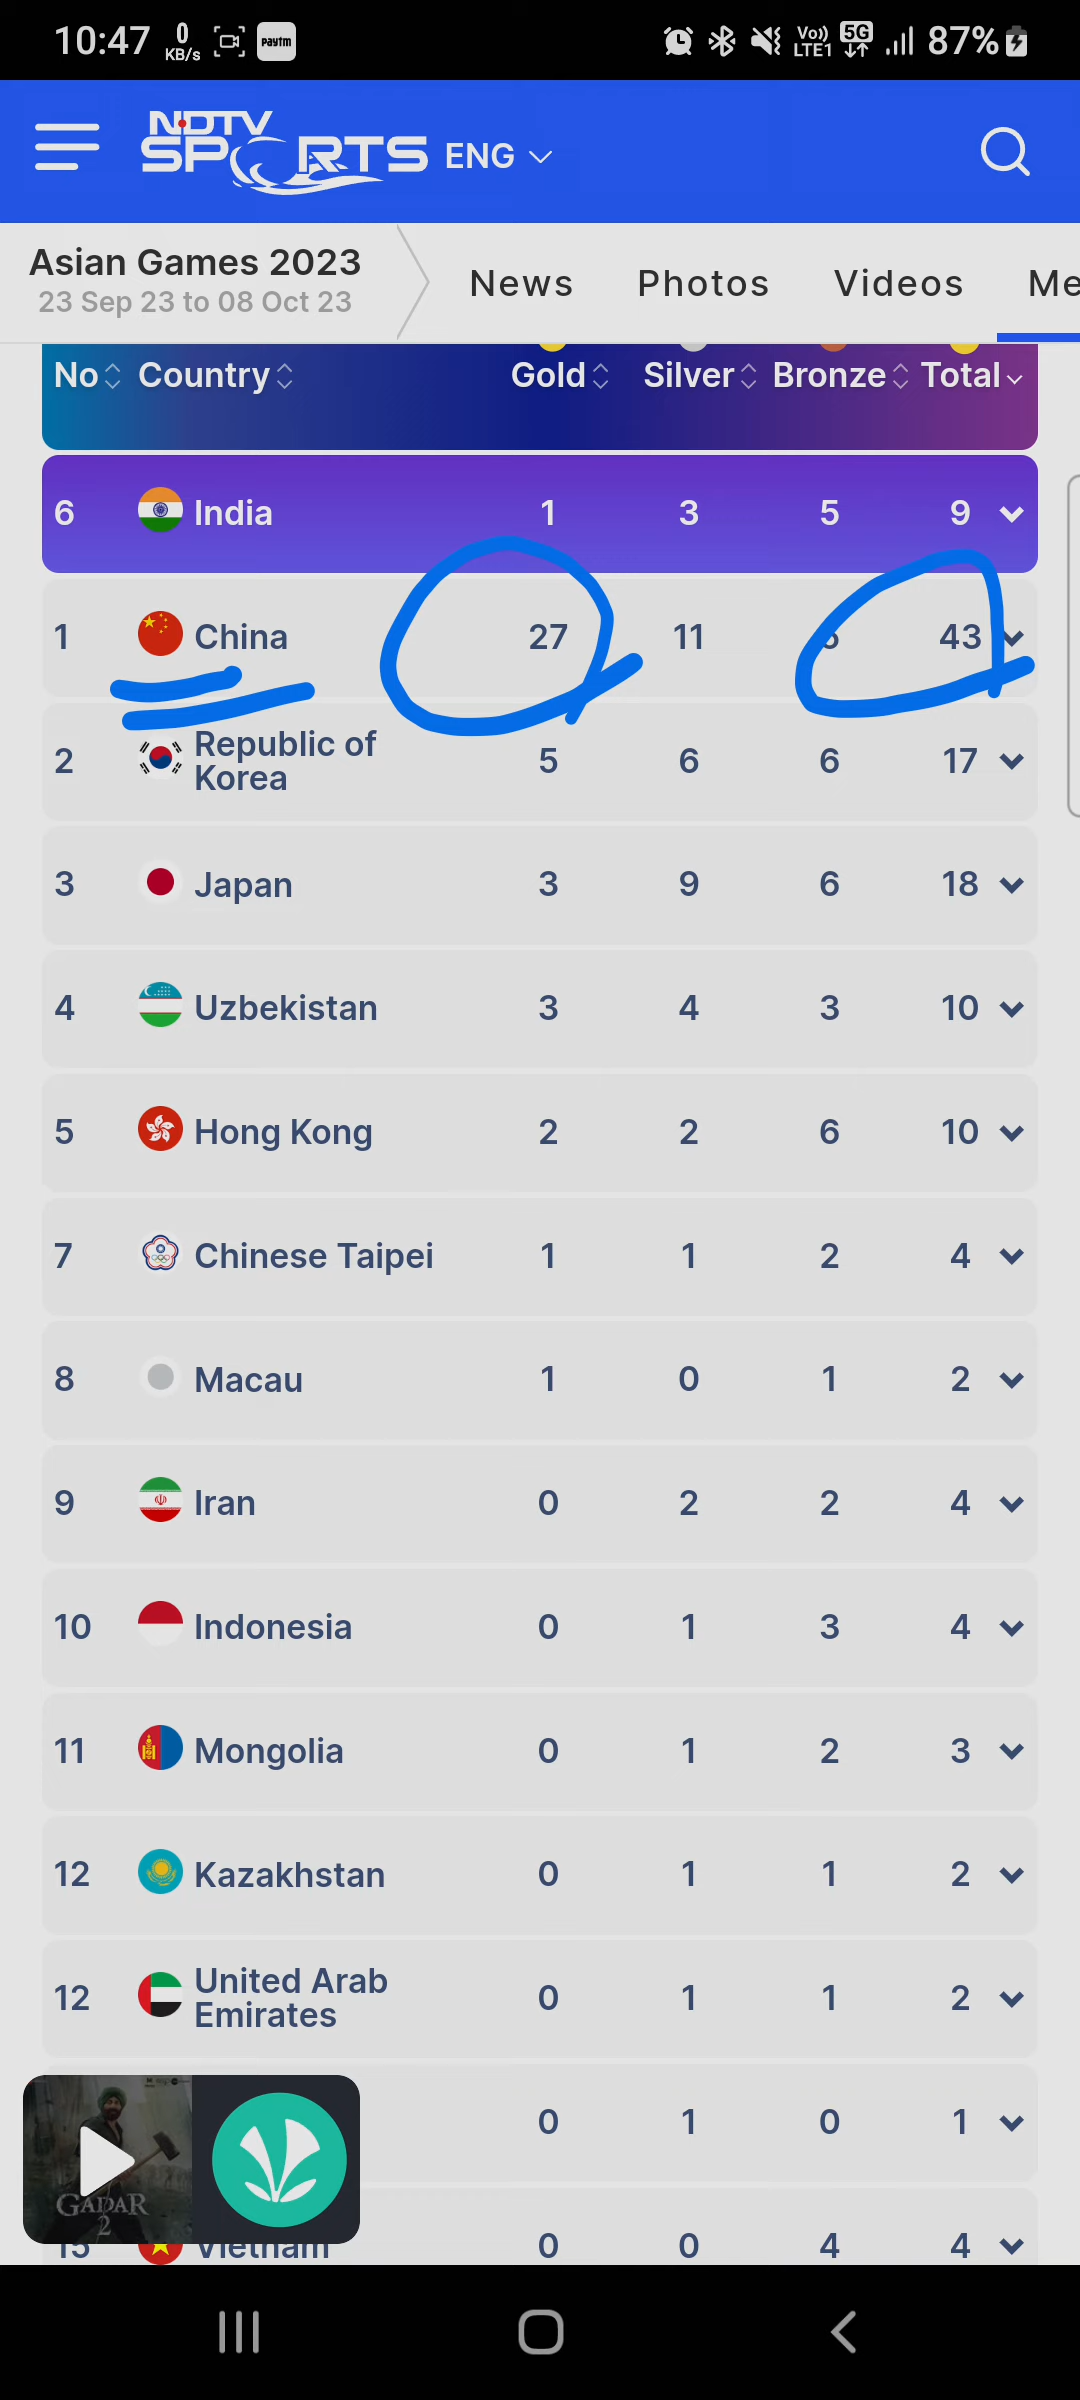 10:47 0 KB/s paytm Vo)) LTE1 5G 87%
NDTV
SPORTS ENG
Asian Games 2023 News Photos Videos Me
23 Sep 23 to 08 Oct 23
No Country Gold Silver Bronze Total
6 India 1 3 5 9
1 China 27 11 43
2 Republic of Korea 5 6 6 17
3 Japan 3 9 6 18
4 Uzbekistan 3 4 3 10
5 Hong Kong 2 2 6 10
7 Chinese Taipei 1 1 2 4
8 Macau 1 0 1 2
9 Iran 0 2 2 4
10 Indonesia 0 1 3 4
11 Mongolia 0 1 2 3
12 Kazakhstan 0 1 1 2
12 United Arab Emirates 0 1 1 2
0 1 0 1
GADAR
2
15 Vietnam 0 0 4 4